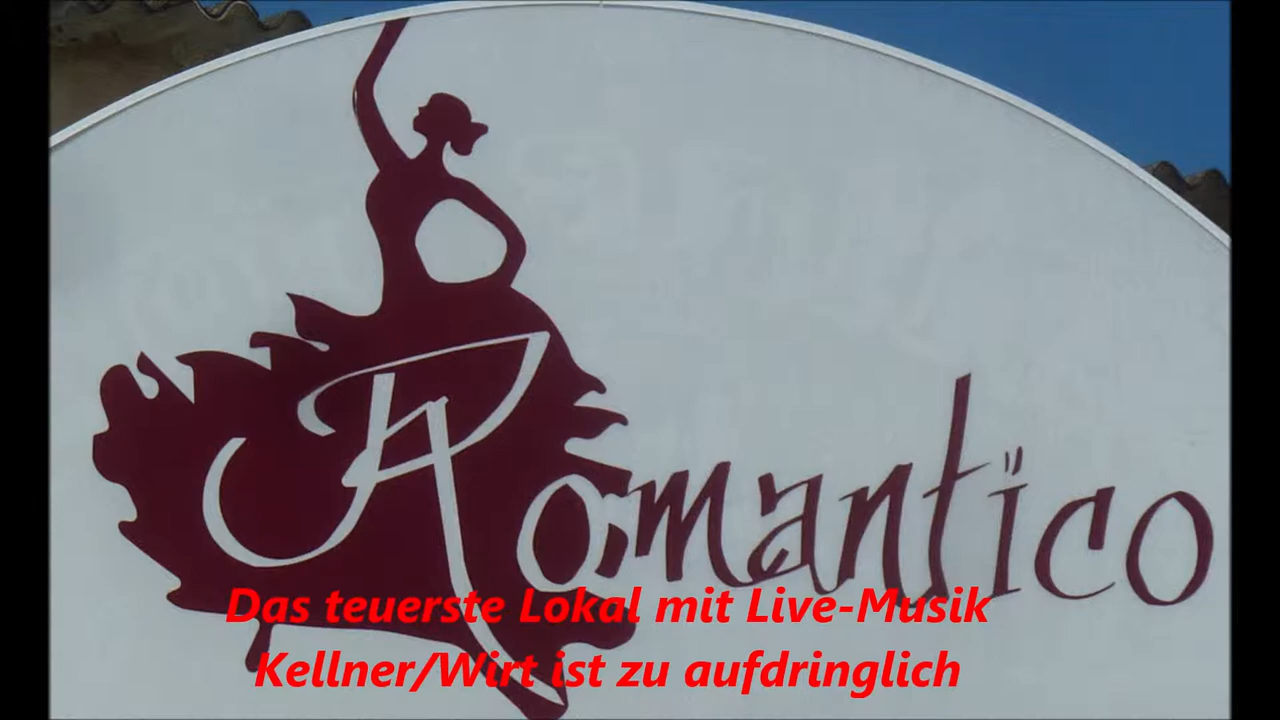 Romantico
Das teuerste Lokal mit Live-Musik
Kellner/Wirt ist zu aufdringlich